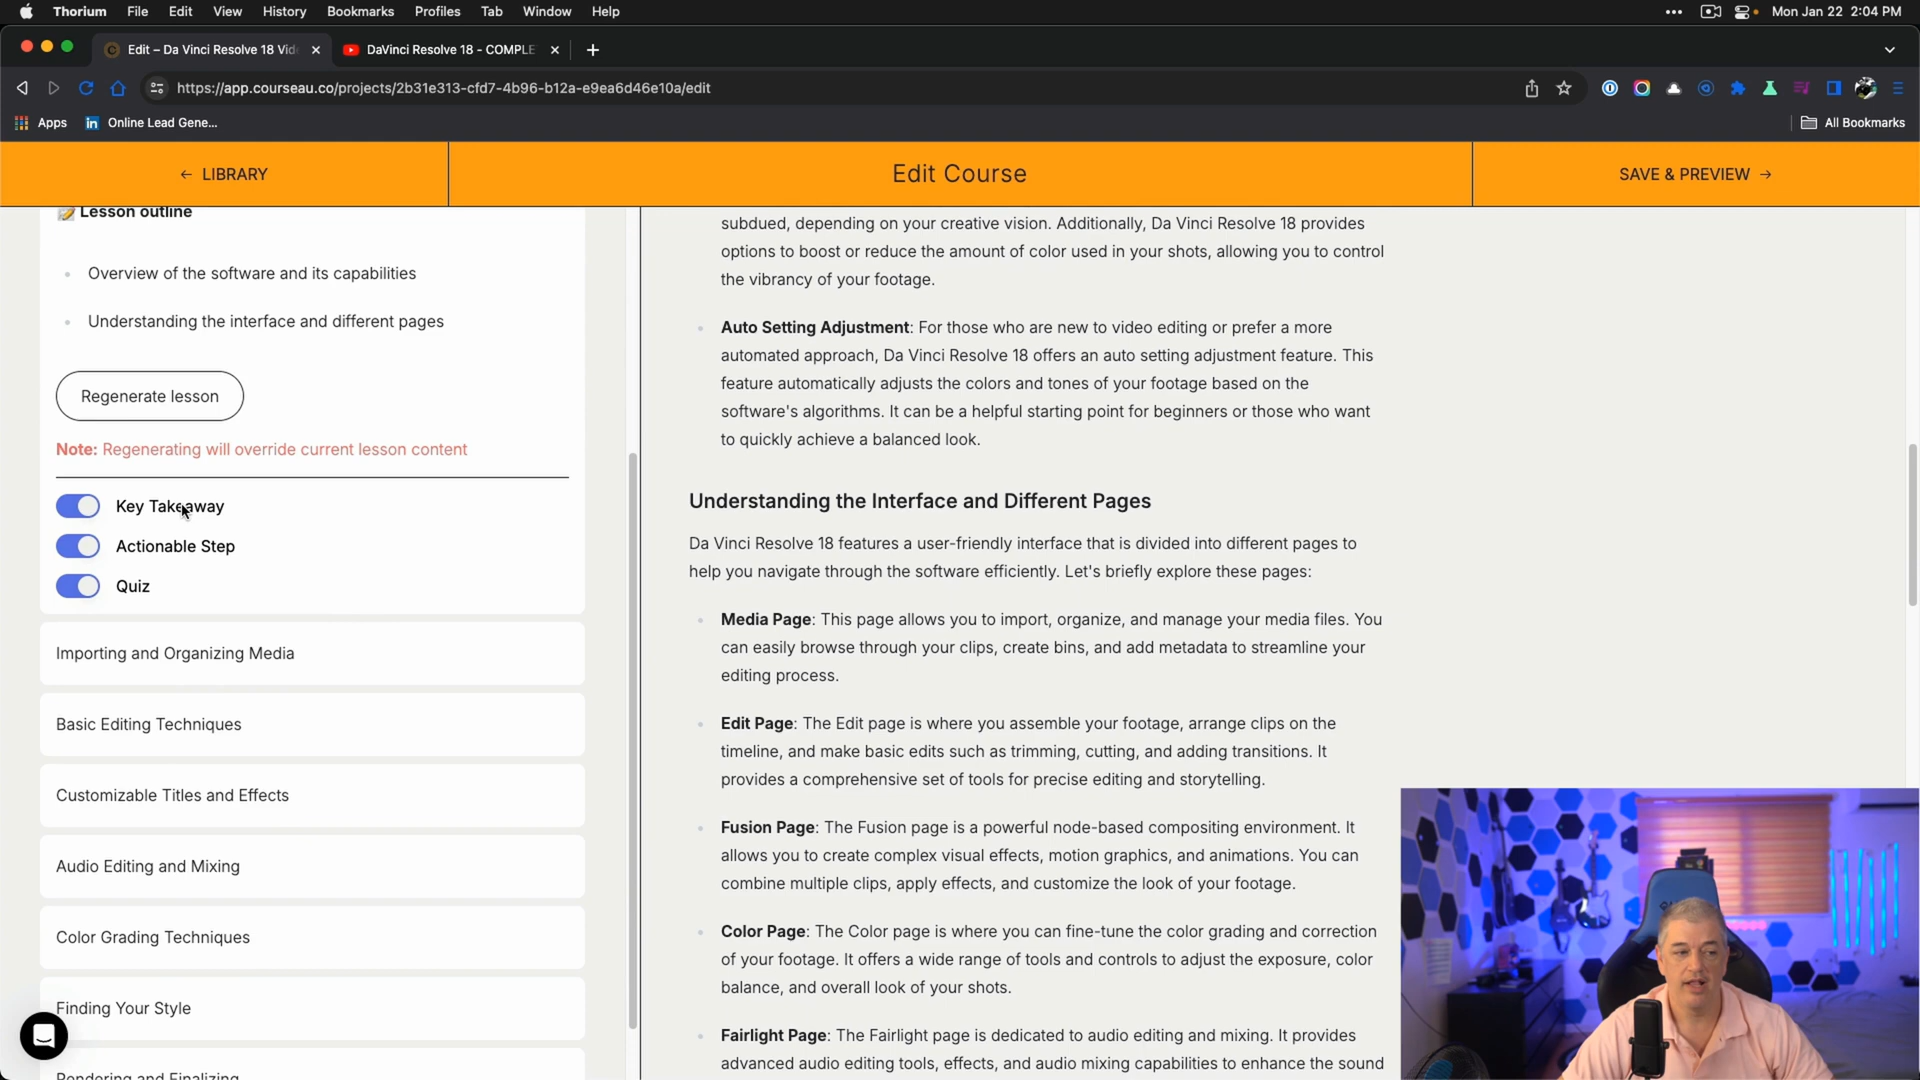 Thorium File Edit View History Bookmarks Profiles Tab Window Help
Mon Jan 22 2:04 PM
Edit – Da Vinci Resolve 18 Vid
DaVinci Resolve 18 - COMPLE
https://app.courseau.co/projects/2b31e313-cfd7-4b96-b12a-e9ea6d46e10a/edit
Apps
Online Lead Gene...
All Bookmarks
← LIBRARY
Edit Course
SAVE & PREVIEW →
Lesson outline
Overview of the software and its capabilities
Understanding the interface and different pages
Regenerate lesson
Note: Regenerating will override current lesson content
Key Takeaway
Actionable Step
Quiz
Importing and Organizing Media
Basic Editing Techniques
Customizable Titles and Effects
Audio Editing and Mixing
Color Grading Techniques
Finding Your Style
Rendering and Finalizing
subdued, depending on your creative vision. Additionally, Da Vinci Resolve 18 provides
options to boost or reduce the amount of color used in your shots, allowing you to control
the vibrancy of your footage.
Auto Setting Adjustment: For those who are new to video editing or prefer a more
automated approach, Da Vinci Resolve 18 offers an auto setting adjustment feature. This
feature automatically adjusts the colors and tones of your footage based on the
software's algorithms. It can be a helpful starting point for beginners or those who want
to quickly achieve a balanced look.
Understanding the Interface and Different Pages
Da Vinci Resolve 18 features a user-friendly interface that is divided into different pages to
help you navigate through the software efficiently. Let's briefly explore these pages:
Media Page: This page allows you to import, organize, and manage your media files. You
can easily browse through your clips, create bins, and add metadata to streamline your
editing process.
Edit Page: The Edit page is where you assemble your footage, arrange clips on the
timeline, and make basic edits such as trimming, cutting, and adding transitions. It
provides a comprehensive set of tools for precise editing and storytelling.
Fusion Page: The Fusion page is a powerful node-based compositing environment. It
allows you to create complex visual effects, motion graphics, and animations. You can
combine multiple clips, apply effects, and customize the look of your footage.
Color Page: The Color page is where you can fine-tune the color grading and correction
of your footage. It offers a wide range of tools and controls to adjust the exposure, color
balance, and overall look of your shots.
Fairlight Page: The Fairlight page is dedicated to audio editing and mixing. It provides
advanced audio editing tools, effects, and audio mixing capabilities to enhance the sound